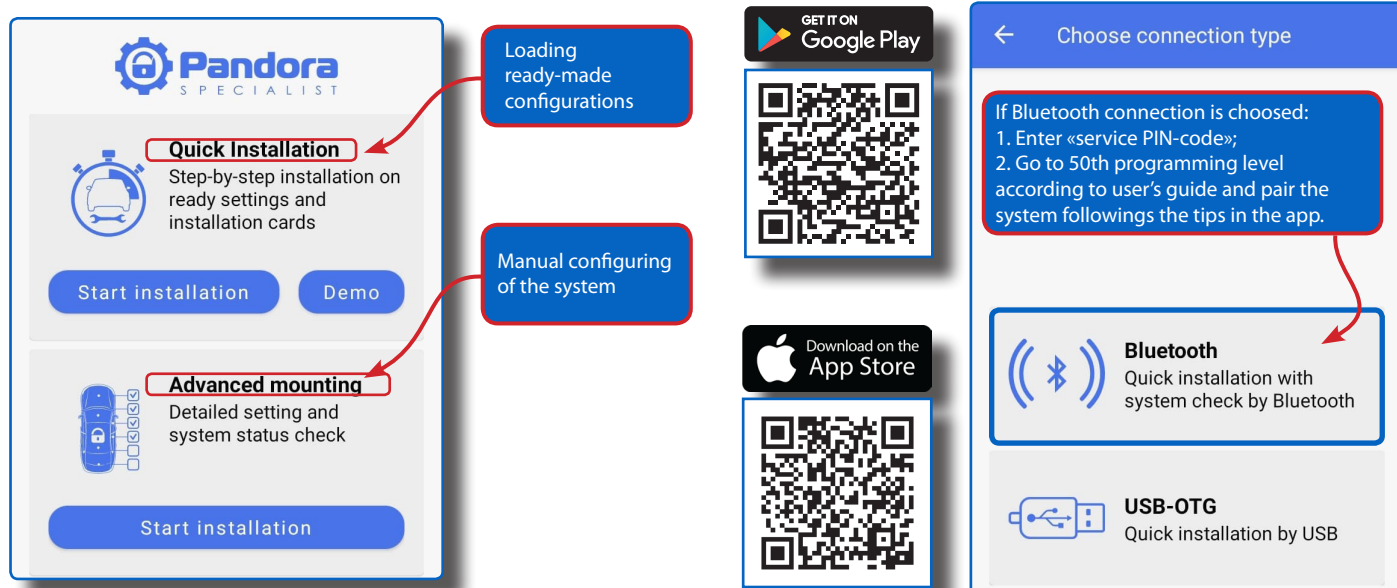 Pandora
SPECIALIST
Quick Installation
Step-by-step installation on
ready settings and
installation cards
Start installation
Demo
Advanced mounting
Detailed setting and
system status check
Start installation
Loading
ready-made
configurations
Manual configuring
of the system
GET IT ON
Google Play
Download on the
App Store
Choose connection type
If Bluetooth connection is choosed:
1. Enter «service PIN-code»;
2. Go to 50th programming level
according to user's guide and pair the
system followings the tips in the app.
Bluetooth
Quick installation with
system check by Bluetooth
USB-OTG
Quick installation by USB